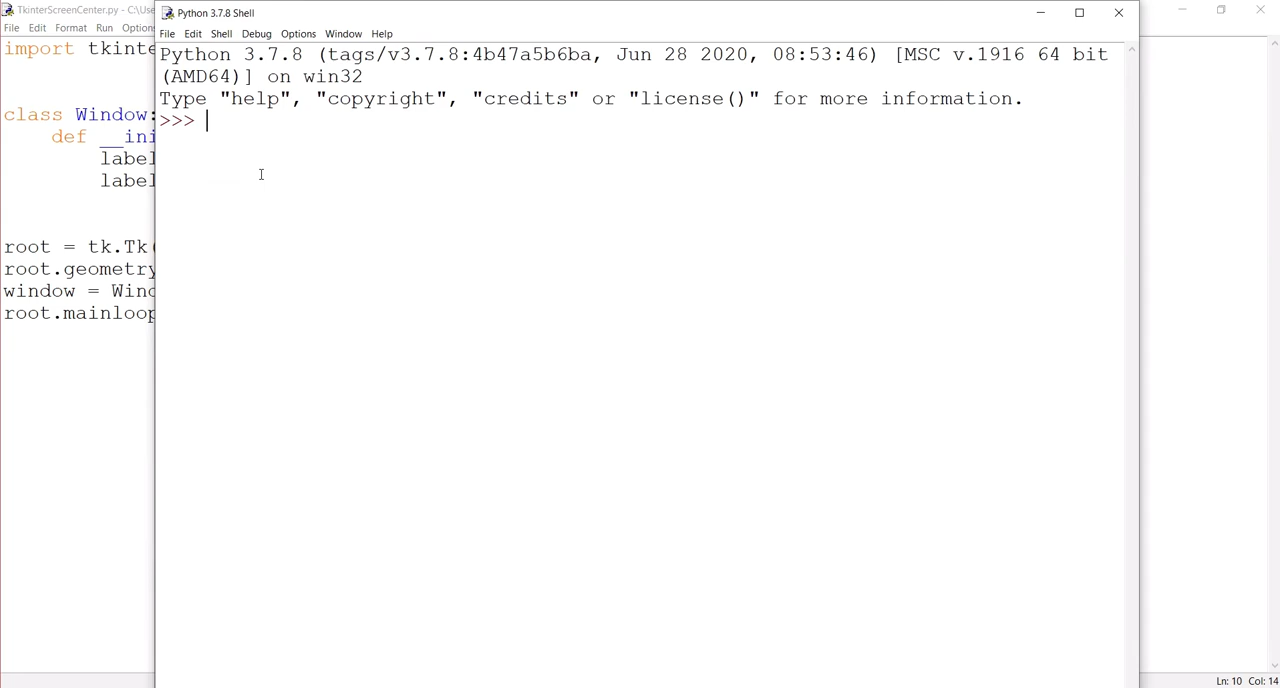 TkinterScreenCenter.py - C:\Use
File Edit Format Run Options
import tkinte
class Window:
def __ini
label
label
root = tk.Tk(
root.geometry
window = Wind
root.mainloop
Python 3.7.8 Shell
File Edit Shell Debug Options Window Help
Python 3.7.8 (tags/v3.7.8:4b47a5b6ba, Jun 28 2020, 08:53:46) [MSC v.1916 64 bit
(AMD64)] on win32
Type "help", "copyright", "credits" or "license()" for more information.
>>>
Ln: 10 Col: 14